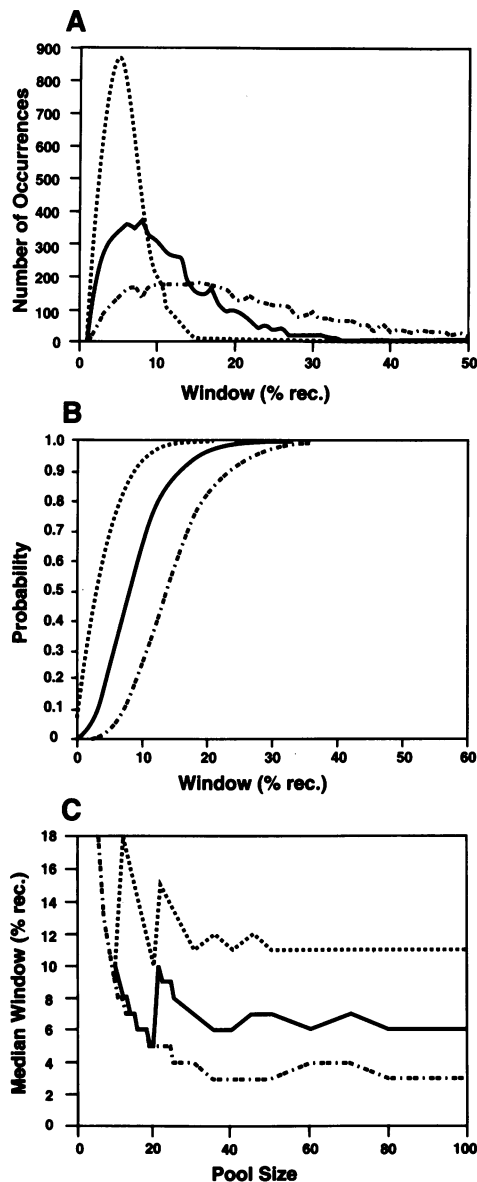 A
Number of Occurrences
900
800
700
600
500
400
300
200
100
0
0 10 20 30 40 50
Window (% rec.)
B
Probability
1.0
0.9
0.8
0.7
0.6
0.5
0.4
0.3
0.2
0.1
0
0 10 20 30 40 50 60
Window (% rec.)
C
Median Window (% rec.)
18
16
14
12
10
8
6
4
2
0
0 20 40 60 80 100
Pool Size